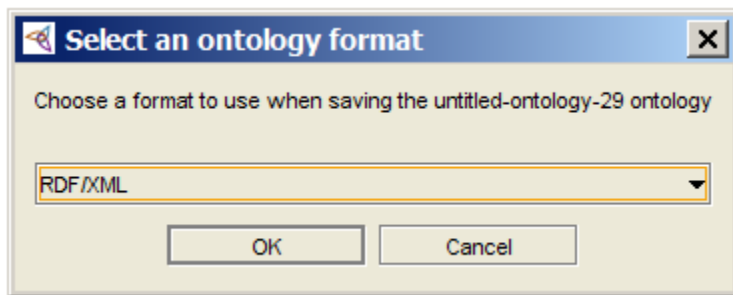 Select an ontology format
Choose a format to use when saving the untitled-ontology-29 ontology
RDF/XML
OK
Cancel